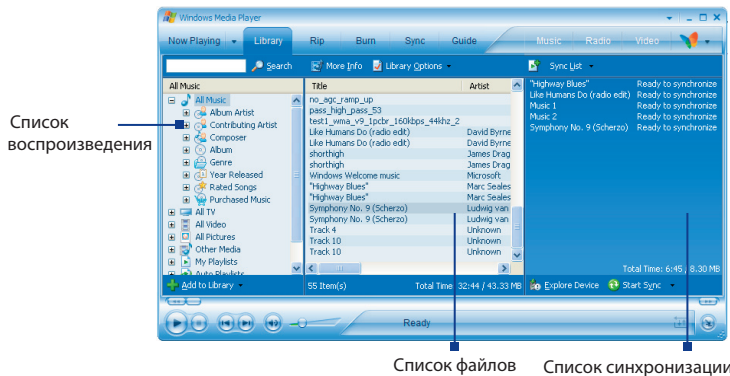 Windows Media Player
Now Playing Library Rip Burn Sync Guide Music Radio Video
Search More Info Library Options Sync List
All Music
All Music
Album Artist
Contributing Artist
Composer
Album
Genre
Year Released
Rated Songs
Purchased Music
All TV
All Video
All Pictures
Other Media
My Playlists
Auto Playlists
Title Artist
no_agc_ramp_up
pass_high_pass_53
test1_wma_v9_1pcbr_160kbps_44khz_2
Like Humans Do (radio edit) David Byrne
Like Humans Do (radio edit) David Byrne
shorthigh James Drag
shorthigh James Drag
Windows Welcome music Microsoft
"Highway Blues" Marc Seales
"Highway Blues" Marc Seales
Symphony No. 9 (Scherzo) Ludwig van
Symphony No. 9 (Scherzo) Ludwig van
Track 4 Unknown
Track 10 Unknown
Track 10 Unknown
"Highway Blues" Ready to synchronize
Like Humans Do (radio edit) Ready to synchronize
Music 1 Ready to synchronize
Music 2 Ready to synchronize
Symphony No. 9 (Scherzo) Ready to synchronize
Total Time: 6:45 / 8.30 MB
Add to Library 55 Item(s) Total Time: 32:44 / 43.33 MB Explore Device Start Sync
Ready
Список
воспроизведения
Список файлов
Список синхронизации